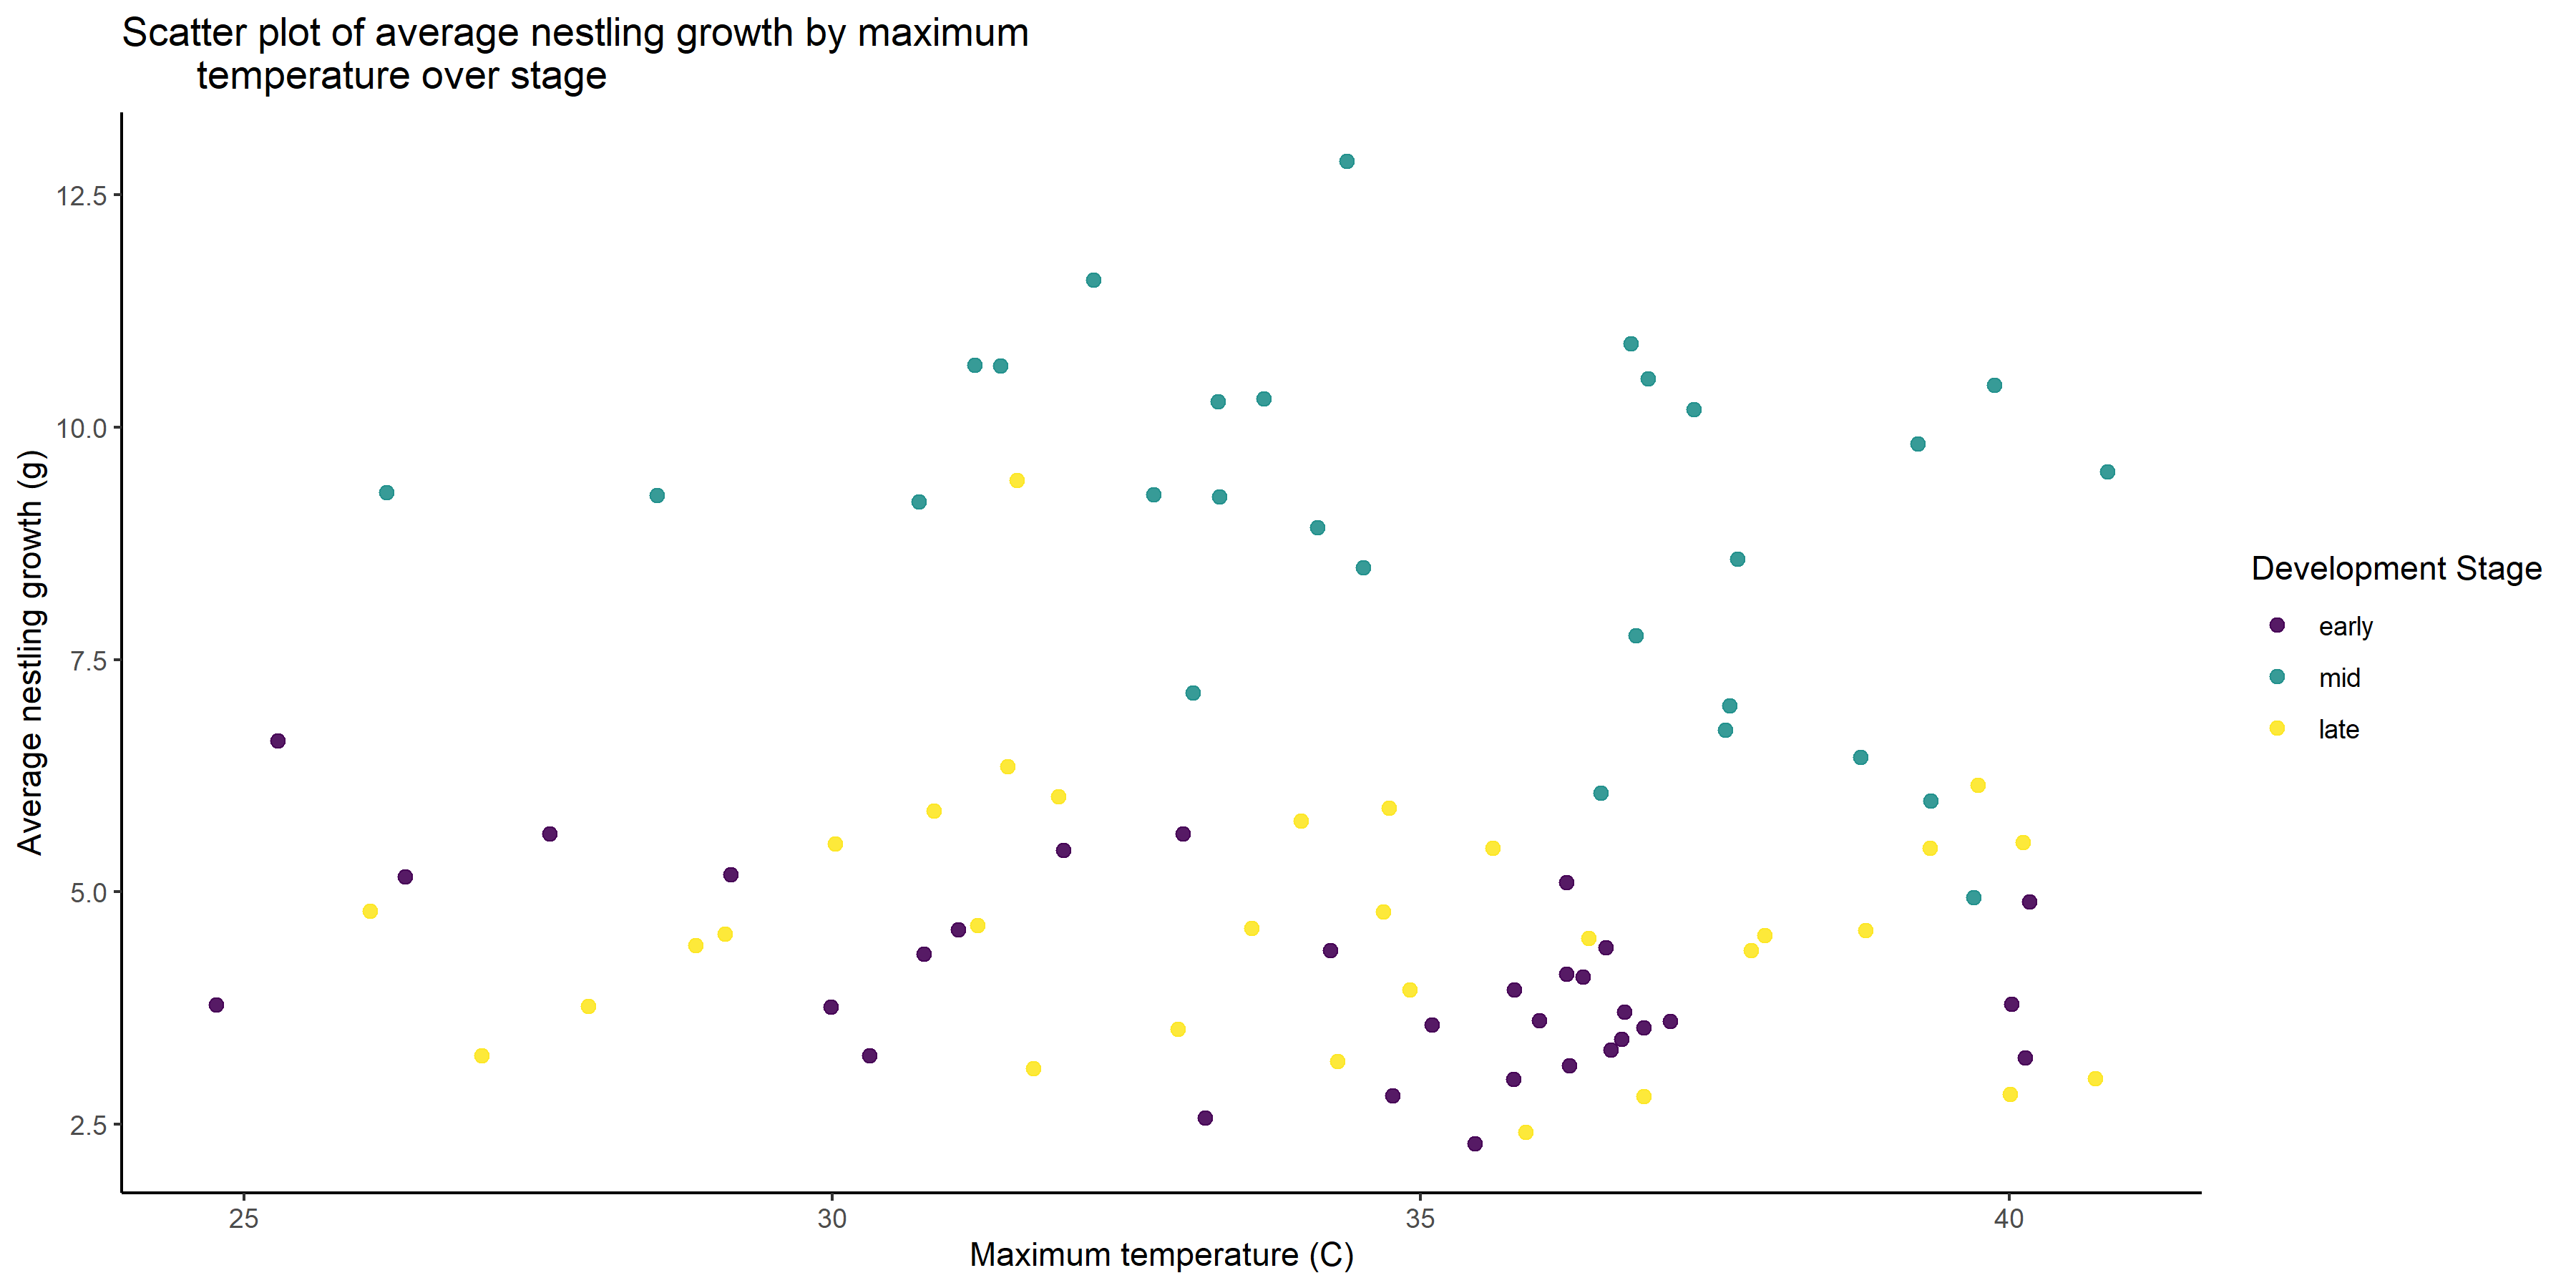 Scatter plot of average nestling growth by maximum
temperature over stage
12.5
10.0
7.5
5.0
2.5
Average nestling growth (g)
25
30
35
40
Maximum temperature (C)
Development Stage
early
mid
late